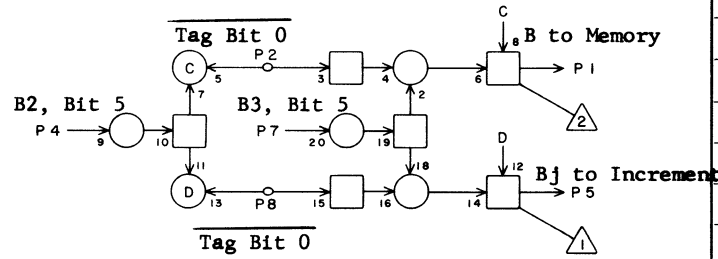 Tag Bit 0
C
8
B to Memory
P2
C
5
3
4
6
P1
7
2
2
B2, Bit 5
B3, Bit 5
P4
9
10
P7
20
19
D
11
18
12
Bj to Increment
D
13
P8
15
16
14
P5
Tag Bit 0
1